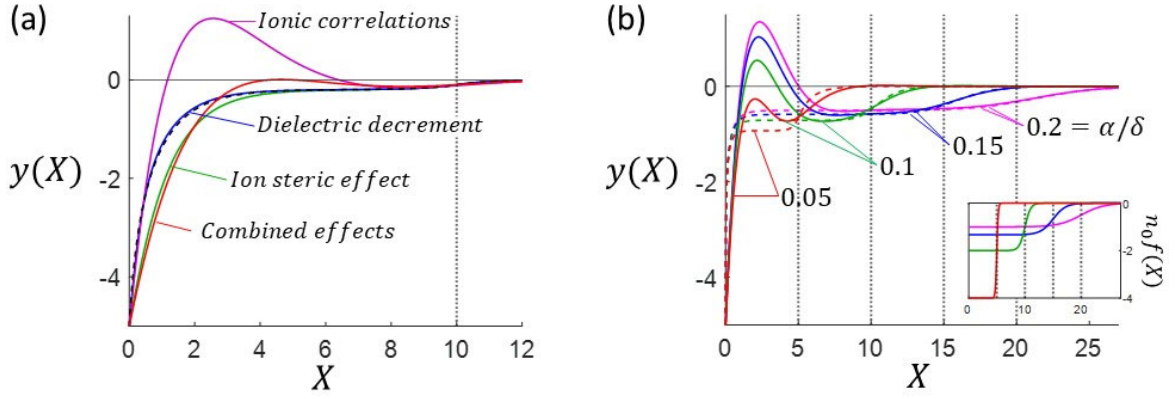 (a)
Ionic correlations
0
Dielectric decrement
y(X)
-2
Ion steric effect
Combined effects
-4
0 2 4 6 8 10 12
X
(b)
0
0.2 = α/δ
0.15
y(X)
0.1
-2
0.05
0
-2
-4
n₀f(X)
0 10 20
-4
0 5 10 15 20 25
X